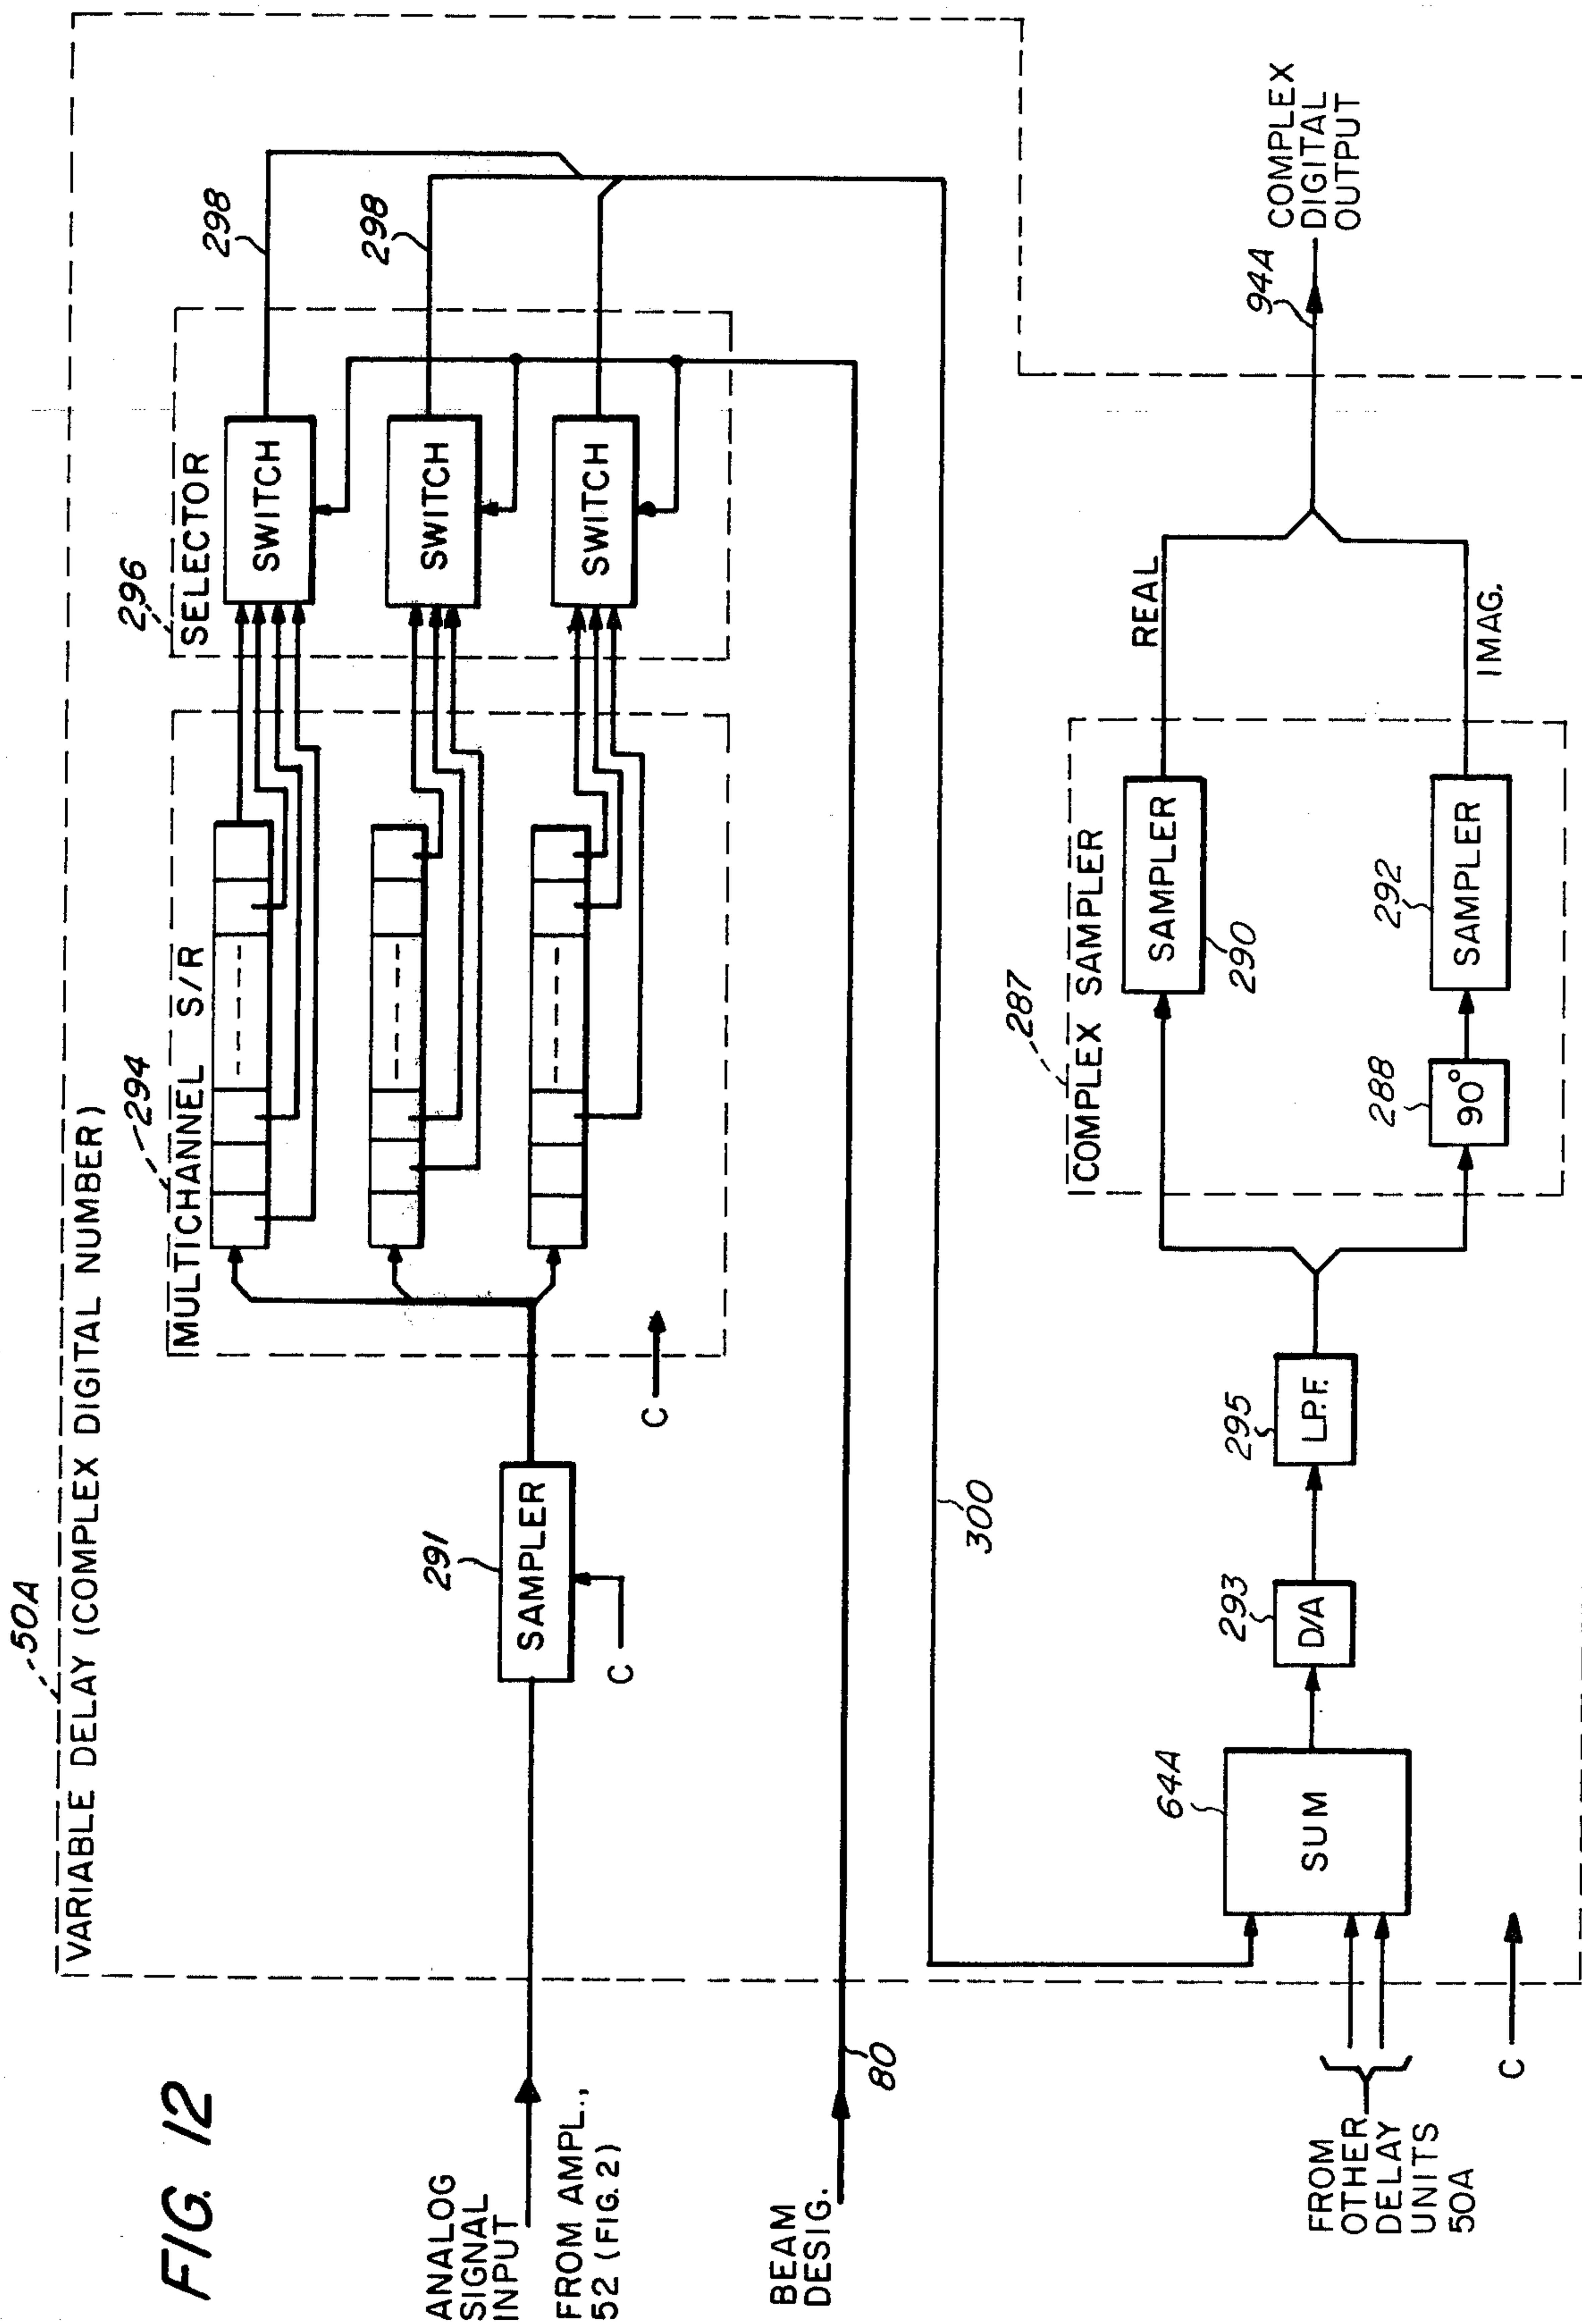 FIG. 12
50A
VARIABLE DELAY (COMPLEX DIGITAL NUMBER)
294
MULTICHANNEL S/R
296
SELECTOR
SWITCH
298
SWITCH
298
SWITCH
ANALOG
SIGNAL
INPUT
FROM AMPL.,
52 (FIG. 2)
291
SAMPLER
C
C
BEAM
DESIG.
80
300
FROM
OTHER
DELAY
UNITS
50A
C
64A
SUM
293
D/A
295
L.P.F.
287
COMPLEX SAMPLER
SAMPLER
290
288
90°
292
SAMPLER
REAL
IMAG.
94A
COMPLEX
DIGITAL
OUTPUT